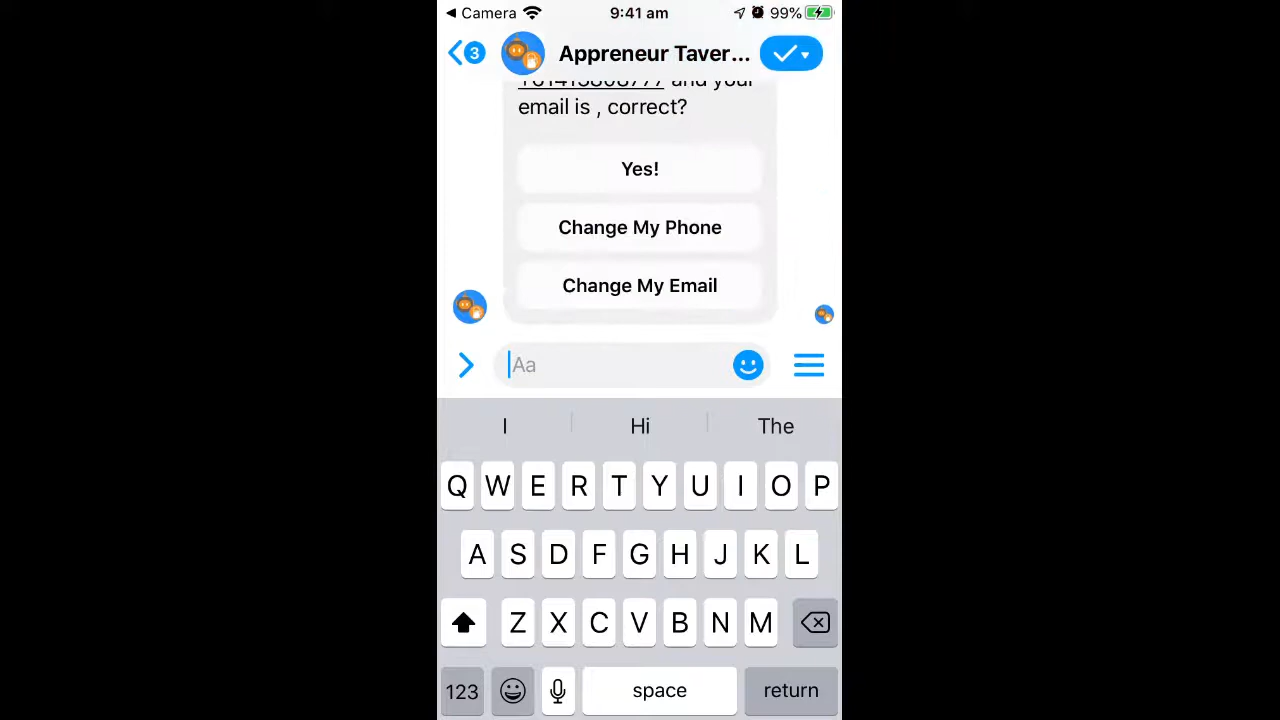 ◀ Camera 9:41 am 99%
3 Appreneur Taver...
and your
email is , correct?
Yes!
Change My Phone
Change My Email
Aa
I Hi The
Q W E R T Y U I O P
A S D F G H J K L
Z X C V B N M
123 space return